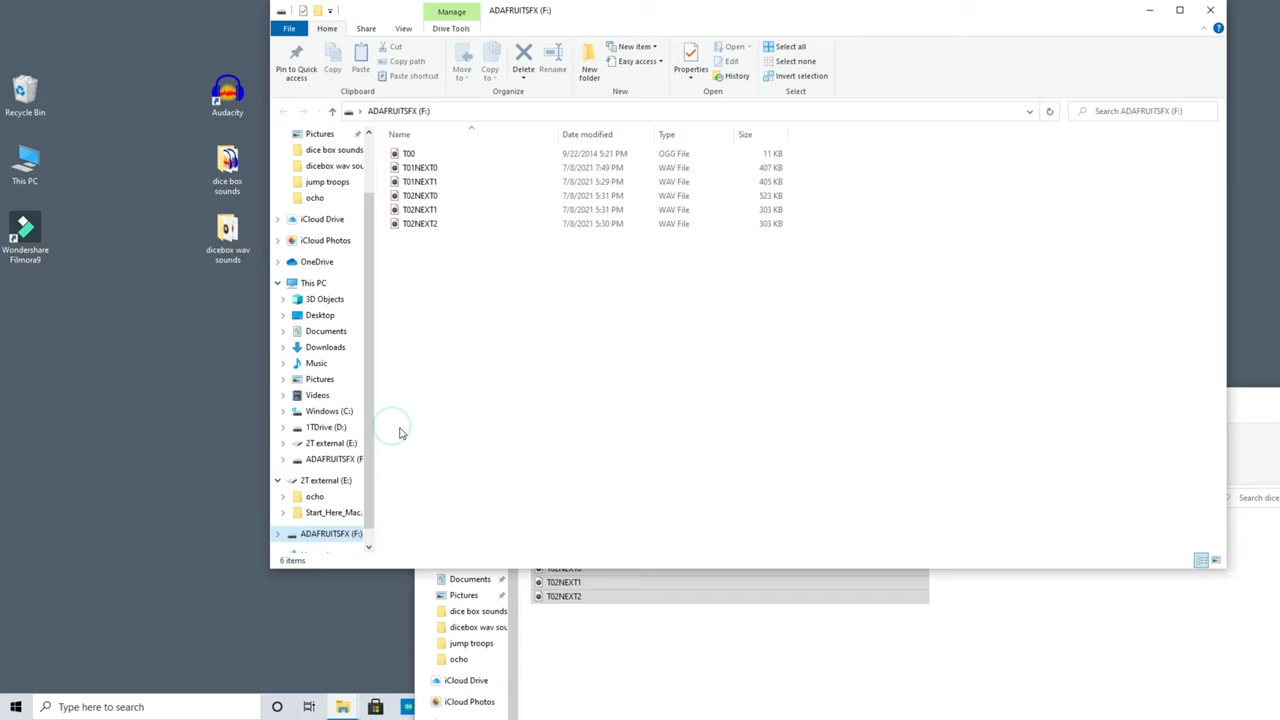 Manage
ADAFRUITSFX (F:)
File
Home
Share
View
Drive Tools
Pin to Quick
access
Copy
Paste
Cut
Copy path
Paste shortcut
Clipboard
Move
to
Copy
to
Delete
Rename
Organize
New
folder
New item
Easy access
New
Properties
Open
Edit
History
Open
Select all
Select none
Invert selection
Select
ADAFRUITSFX (F:)
Search ADAFRUITSFX (F:)
Name
Date modified
Type
Size
T00 9/22/2014 5:21 PM OGG File 11 KB
T01NEXT0 7/8/2021 7:49 PM WAV File 407 KB
T01NEXT1 7/8/2021 5:29 PM WAV File 405 KB
T02NEXT0 7/8/2021 5:31 PM WAV File 523 KB
T02NEXT1 7/8/2021 5:31 PM WAV File 303 KB
T02NEXT2 7/8/2021 5:30 PM WAV File 303 KB
Pictures
dice box sounds
dicebox wav sou
jump troops
ocho
iCloud Drive
iCloud Photos
OneDrive
This PC
3D Objects
Desktop
Documents
Downloads
Music
Pictures
Videos
Windows (C:)
1TDrive (D:)
2T external (E:)
ADAFRUITSFX (F
2T external (E:)
ocho
Start_Here_Mac.
ADAFRUITSFX (F:)
6 items
Recycle Bin
This PC
Wondershare
Filmora9
Audacity
dice box
sounds
dicebox wav
sounds
Search dice
T02NEXT0
T02NEXT1
T02NEXT2
Documents
Pictures
dice box sounds
dicebox wav sou
jump troops
ocho
iCloud Drive
iCloud Photos
Type here to search